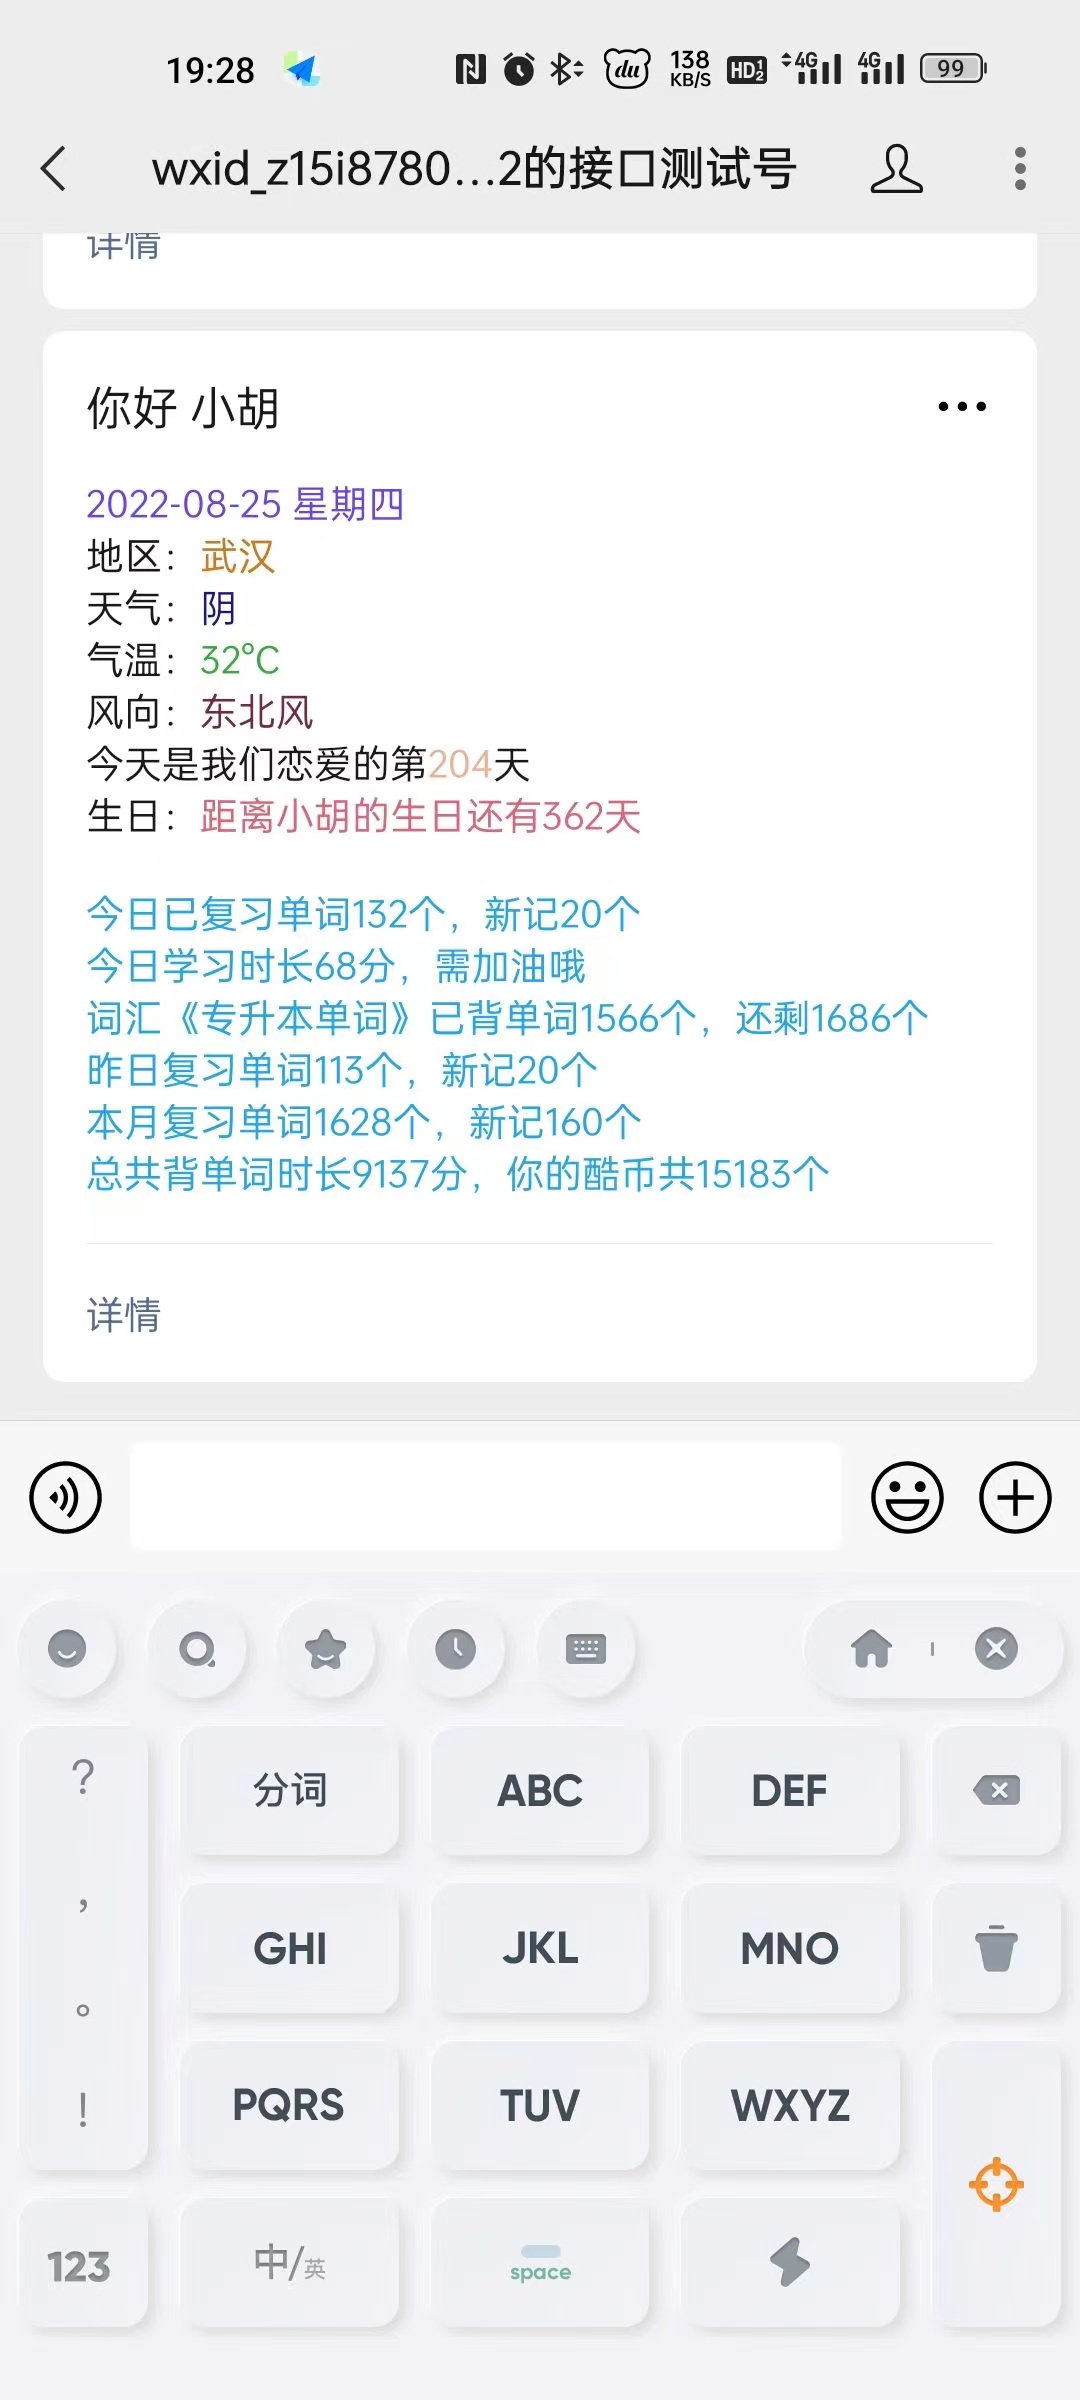 19:28
du
138
KB/S
HD 1 2
4G
4G
99
wxid_z15i8780...2的接口测试号
详情
你好 小胡
2022-08-25 星期四
地区：武汉
天气：阴
气温：32℃
风向：东北风
今天是我们恋爱的第204天
生日：距离小胡的生日还有362天
今日已复习单词132个，新记20个
今日学习时长68分，需加油哦
词汇《专升本单词》已背单词1566个，还剩1686个
昨日复习单词113个，新记20个
本月复习单词1628个，新记160个
总共背单词时长9137分，你的酷币共15183个
详情
?
分词
ABC
DEF
，
GHI
JKL
MNO
。
PQRS
TUV
WXYZ
!
123
中/英
space